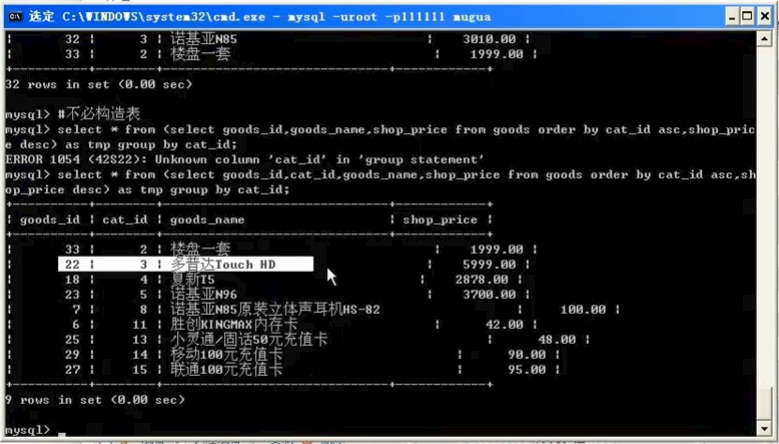 选定 C:\WINDOWS\system32\cmd.exe - mysql -uroot -p111111 mugua
| 32 | 3 | 诺基亚N85 | 3010.00 |
| 33 | 2 | 楼盘一套 | 1999.00 |
+----------+--------+------------------------------+------------+
32 rows in set (0.00 sec)
mysql> #不必构造表
mysql> select * from (select goods_id,goods_name,shop_price from goods order by cat_id asc,shop_pric
e desc) as tmp group by cat_id;
ERROR 1054 (42S22): Unknown column 'cat_id' in 'group statement'
mysql> select * from (select goods_id,cat_id,goods_name,shop_price from goods order by cat_id asc,sh
op_price desc) as tmp group by cat_id;
+----------+--------+------------------------------+------------+
| goods_id | cat_id | goods_name | shop_price |
+----------+--------+------------------------------+------------+
| 33 | 2 | 楼盘一套 | 1999.00 |
| 22 | 3 | 多普达Touch HD | 5999.00 |
| 18 | 4 | 夏新T5 | 2878.00 |
| 23 | 5 | 诺基亚N96 | 3700.00 |
| 7 | 8 | 诺基亚N85原装立体声耳机HS-82 | 100.00 |
| 6 | 11 | 胜创KINGMAX内存卡 | 42.00 |
| 25 | 13 | 小灵通/固话50元充值卡 | 48.00 |
| 29 | 14 | 移动100元充值卡 | 90.00 |
| 27 | 15 | 联通100元充值卡 | 95.00 |
+----------+--------+------------------------------+------------+
9 rows in set (0.00 sec)
mysql> _